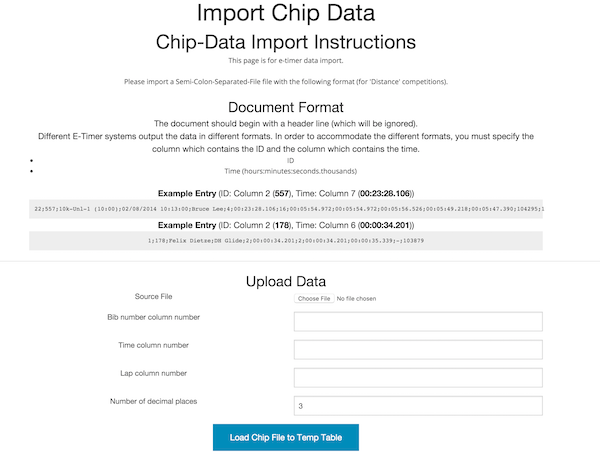 Import Chip Data
Chip-Data Import Instructions
This page is for e-timer data import.
Please import a Semi-Colon-Separated-File file with the following format (for 'Distance' competitions).
Document Format
The document should begin with a header line (which will be ignored).
Different E-Timer systems output the data in different formats. In order to accommodate the different formats, you must specify the
column which contains the ID and the column which contains the time.
ID
Time (hours:minutes:seconds.thousands)
Example Entry (ID: Column 2 (557), Time: Column 7 (00:23:28.106))
22;557;10k-Uni-1 (10:00);02/08/2014 10:13:00;Bruce Lee;4;00:23:28.106;16;00:05:54.972;00:05:54.972;00:05:56.526;00:05:49.218;00:05:47.390;104295;1
Example Entry (ID: Column 2 (178), Time: Column 6 (00:00:34.201))
1;178;Felix Dietze;DH Glide;2;00:00:34.201;2;00:00:34.201;00:00:35.339;-;103879
Upload Data
Source File
Choose File No file chosen
Bib number column number
Time column number
Lap column number
Number of decimal places
3
Load Chip File to Temp Table